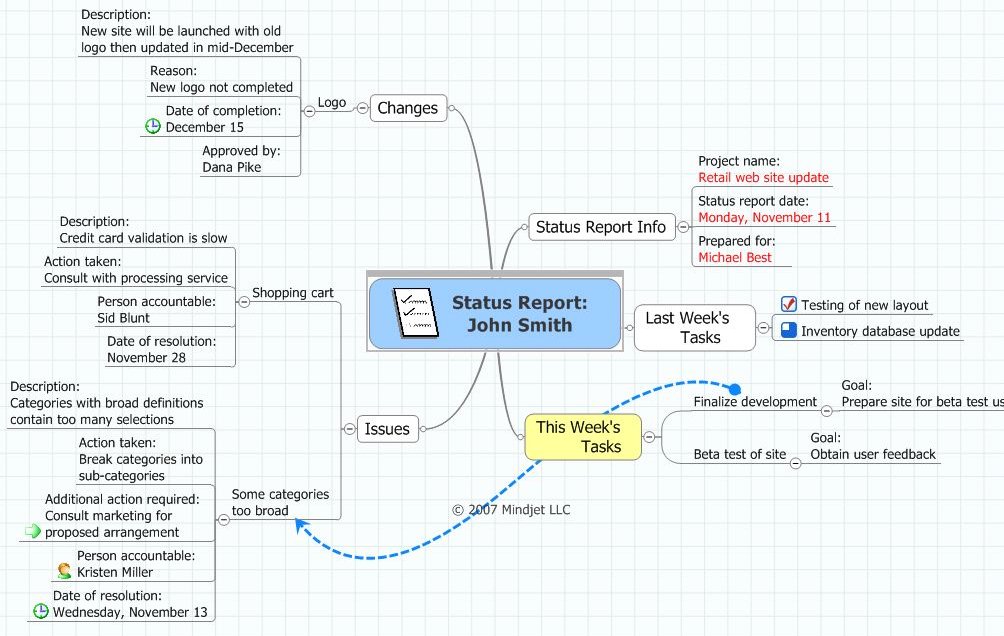 Description:
New site will be launched with old
logo then updated in mid-December
Reason:
New logo not completed
Date of completion:
December 15
Approved by:
Dana Pike
Logo
Changes
Status Report Info
Project name:
Retail web site update
Status report date:
Monday, November 11
Prepared for:
Michael Best
Status Report:
John Smith
Last Week's
Tasks
Testing of new layout
Inventory database update
This Week's
Tasks
Finalize development
Goal:
Prepare site for beta test us
Beta test of site
Goal:
Obtain user feedback
Issues
Shopping cart
Description:
Credit card validation is slow
Action taken:
Consult with processing service
Person accountable:
Sid Blunt
Date of resolution:
November 28
Some categories
too broad
Description:
Categories with broad definitions
contain too many selections
Action taken:
Break categories into
sub-categories
Additional action required:
Consult marketing for
proposed arrangement
Person accountable:
Kristen Miller
Date of resolution:
Wednesday, November 13
© 2007 Mindjet LLC